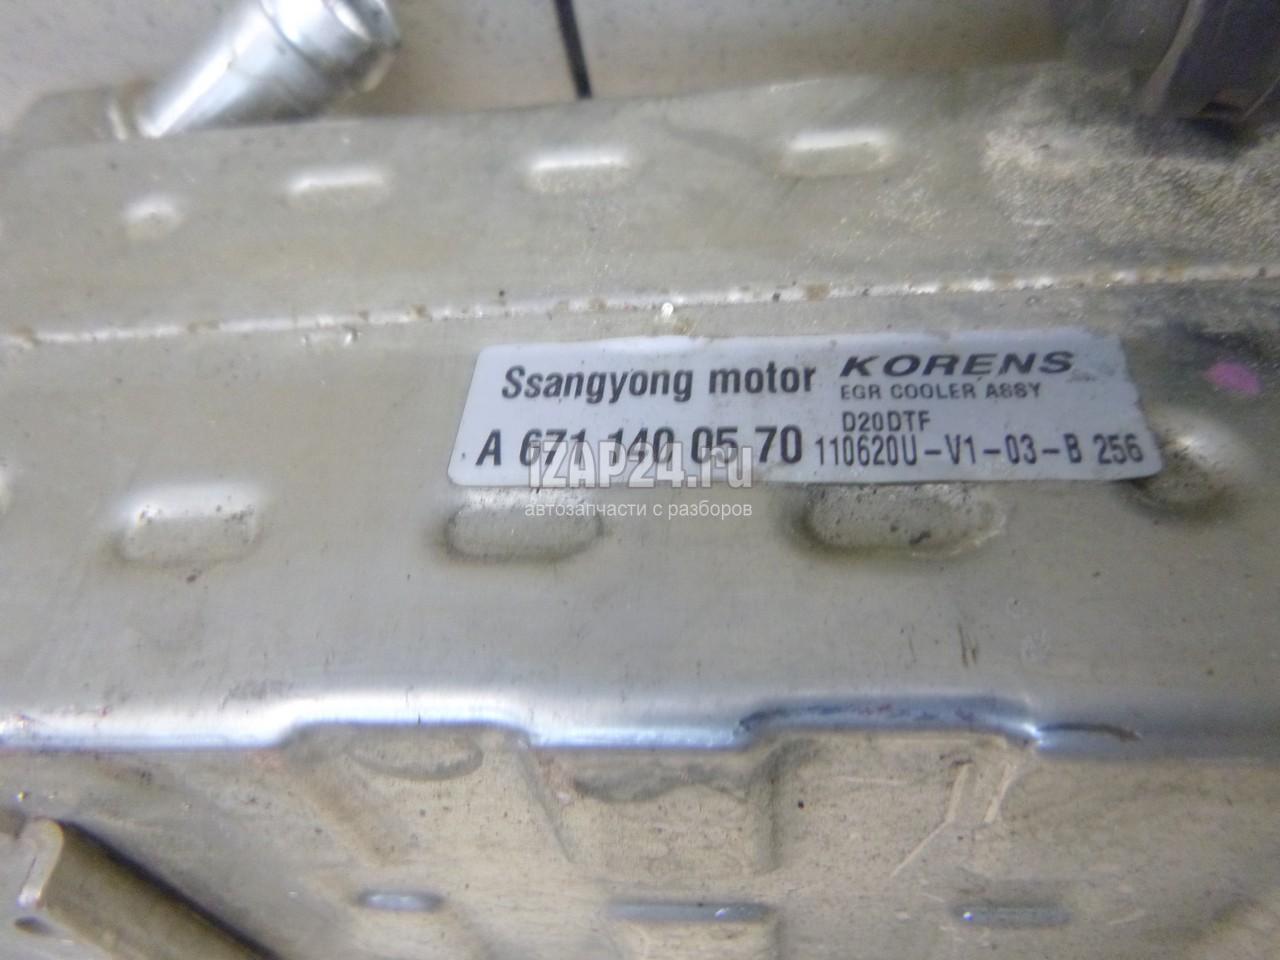 Ssangyong motor KORENS
EGR COOLER ASSY
D20DTF
A 671 140 05 70 110620U-V1-03-B 256
iZAP24.ru
автозапчасти с разборов